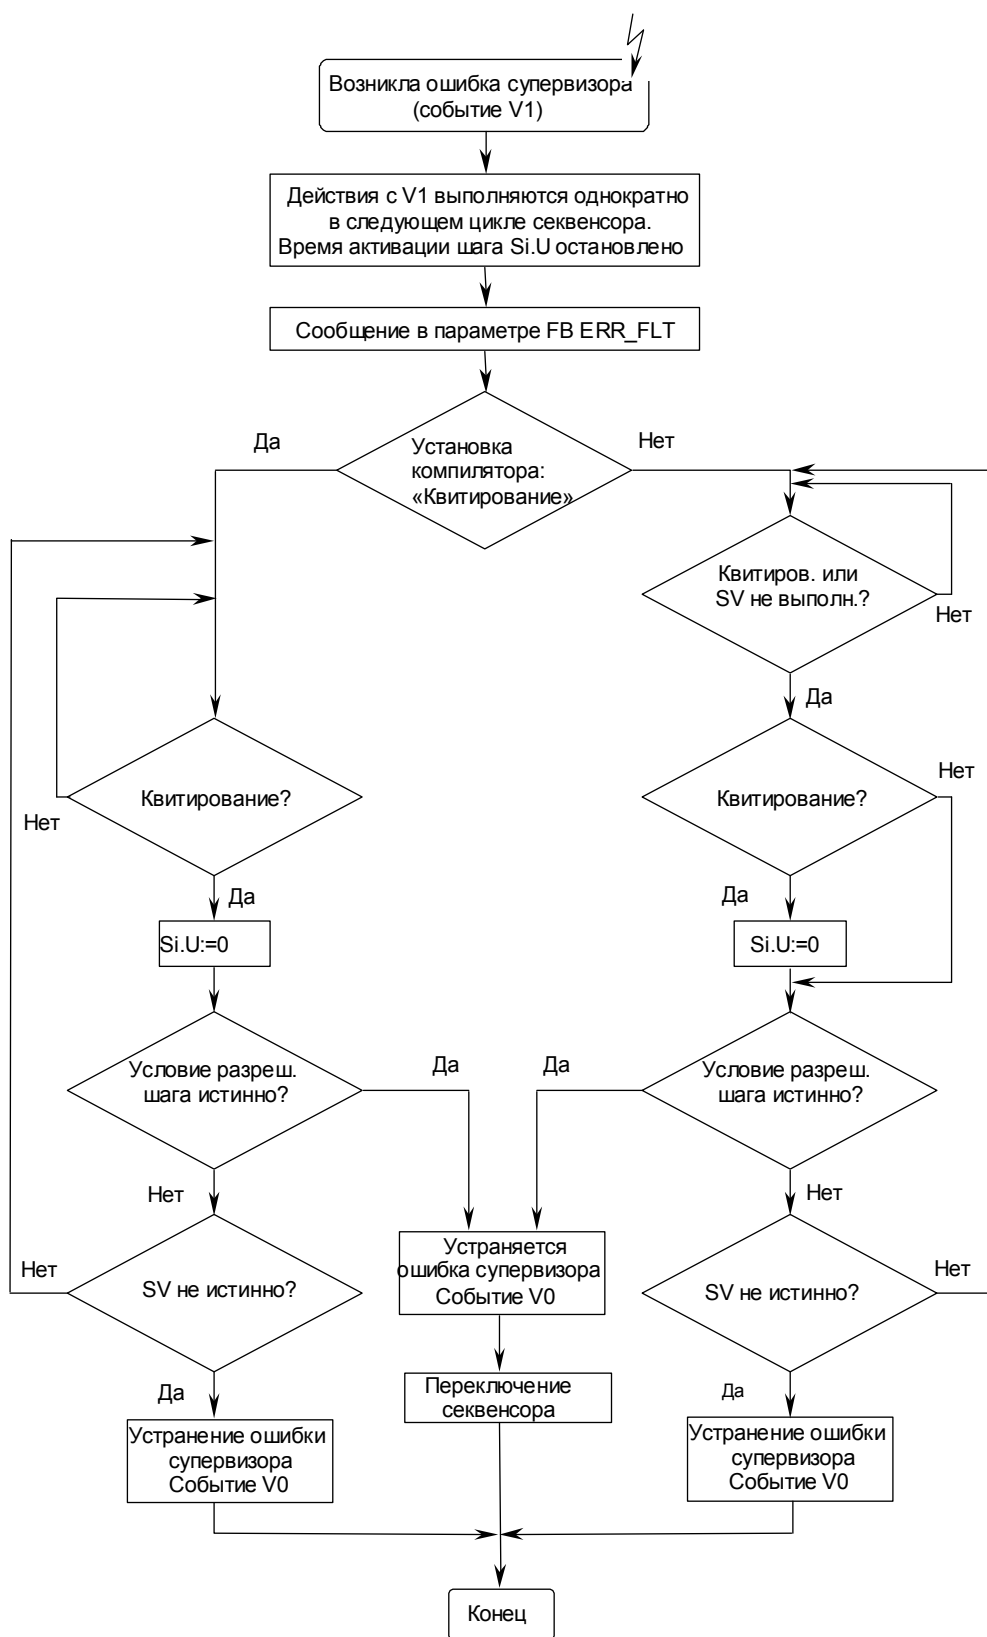 Возникла ошибка супервизора
(событие V1)
Действия с V1 выполняются однократно
в следующем цикле секвенсора.
Время активации шага Si.U остановлено
Сообщение в параметре FB ERR_FLT
Да
Установка
компилятора:
«Квитирование»
Нет
Квитиров. или
SV не выполн.?
Нет
Да
Квитирование?
Нет
Да
Si.U:=0
Квитирование?
Нет
Да
Si.U:=0
Условие разреш.
шага истинно?
Да
Да
Условие разреш.
шага истинно?
Нет
Нет
Нет
SV не истинно?
Да
Устраняется
ошибка супервизора
Событие V0
SV не истинно?
Нет
Да
Переключение
секвенсора
Устранение ошибки
супервизора
Событие V0
Устранение ошибки
супервизора
Событие V0
Конец